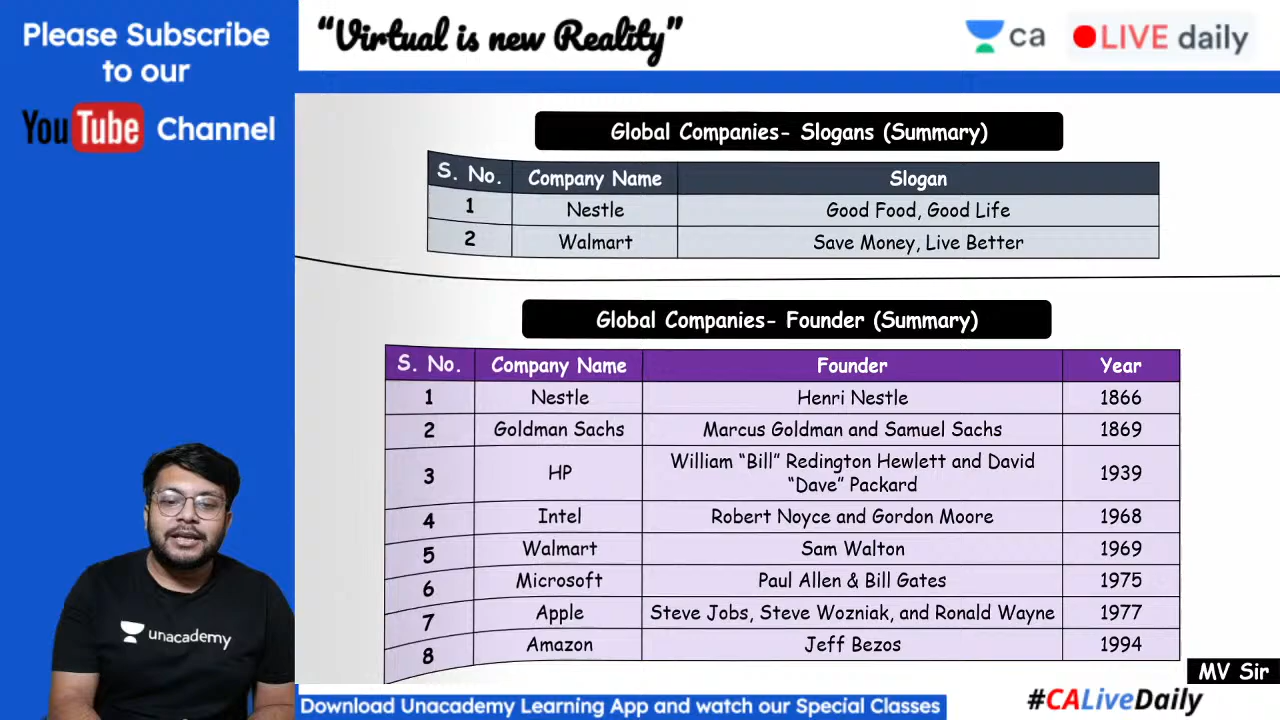 Please Subscribe
to our
YouTube Channel
“Virtual is new Reality”
ca LIVE daily
Global Companies- Slogans (Summary)
S. No. Company Name Slogan
1 Nestle Good Food, Good Life
2 Walmart Save Money, Live Better
Global Companies- Founder (Summary)
S. No. Company Name Founder Year
1 Nestle Henri Nestle 1866
2 Goldman Sachs Marcus Goldman and Samuel Sachs 1869
3 HP William “Bill” Redington Hewlett and David
“Dave” Packard 1939
4 Intel Robert Noyce and Gordon Moore 1968
5 Walmart Sam Walton 1969
6 Microsoft Paul Allen & Bill Gates 1975
7 Apple Steve Jobs, Steve Wozniak, and Ronald Wayne 1977
8 Amazon Jeff Bezos 1994
unacademy
MV Sir
Download Unacademy Learning App and watch our Special Classes
#CALiveDaily